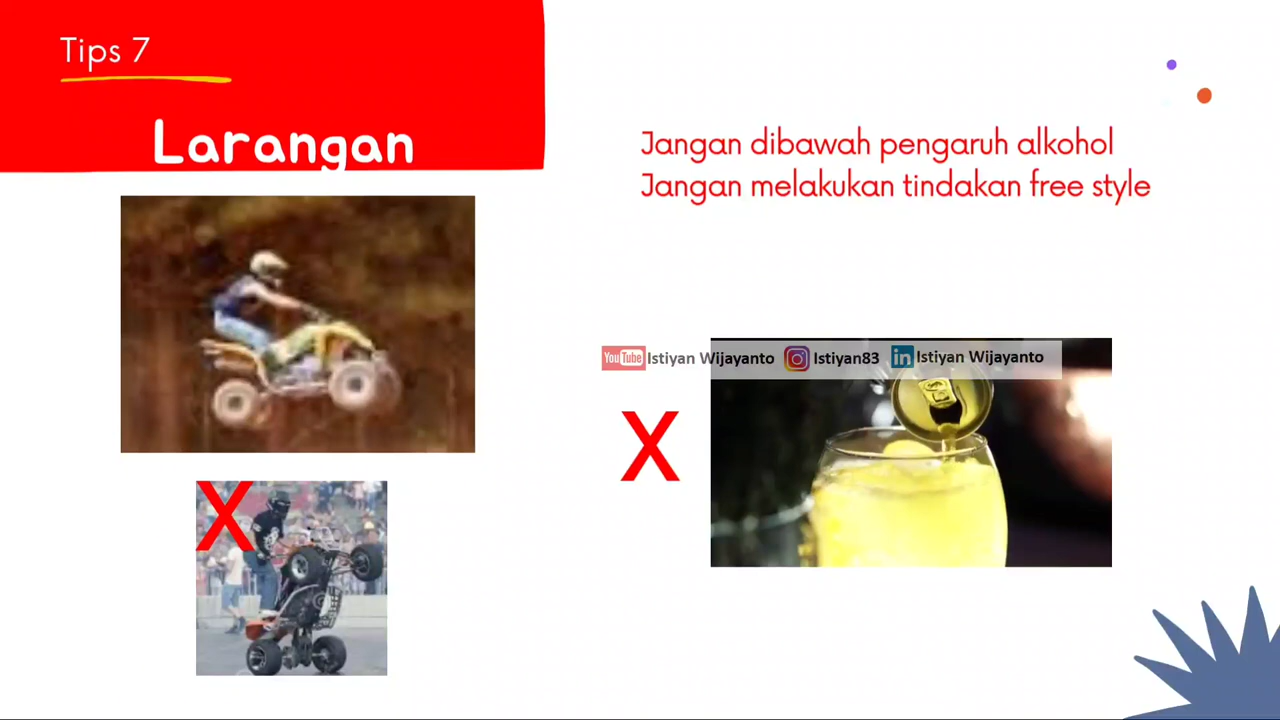 Tips 7
Larangan
Jangan dibawah pengaruh alkohol
Jangan melakukan tindakan free style
YouTube Istiyan Wijayanto Istiyan83 in Istiyan Wijayanto
X
X